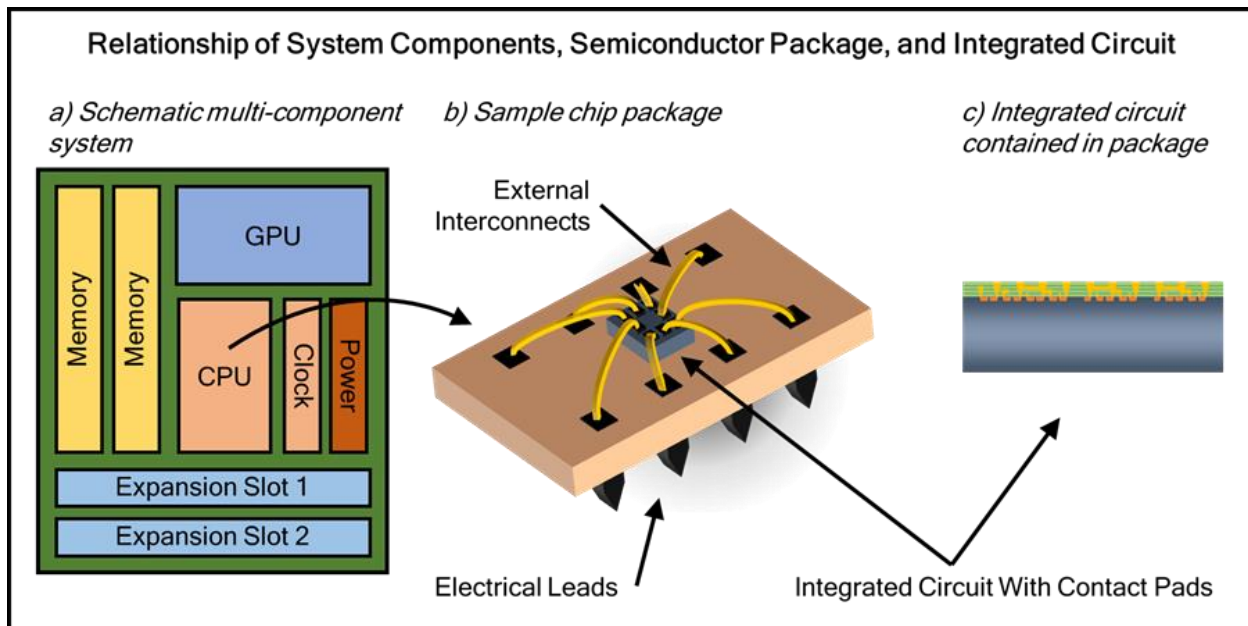 Relationship of System Components, Semiconductor Package, and Integrated Circuit
a) Schematic multi-component
system
b) Sample chip package
c) Integrated circuit
contained in package
Memory
Memory
GPU
CPU
Clock
Power
Expansion Slot 1
Expansion Slot 2
External
Interconnects
Electrical Leads
Integrated Circuit With Contact Pads